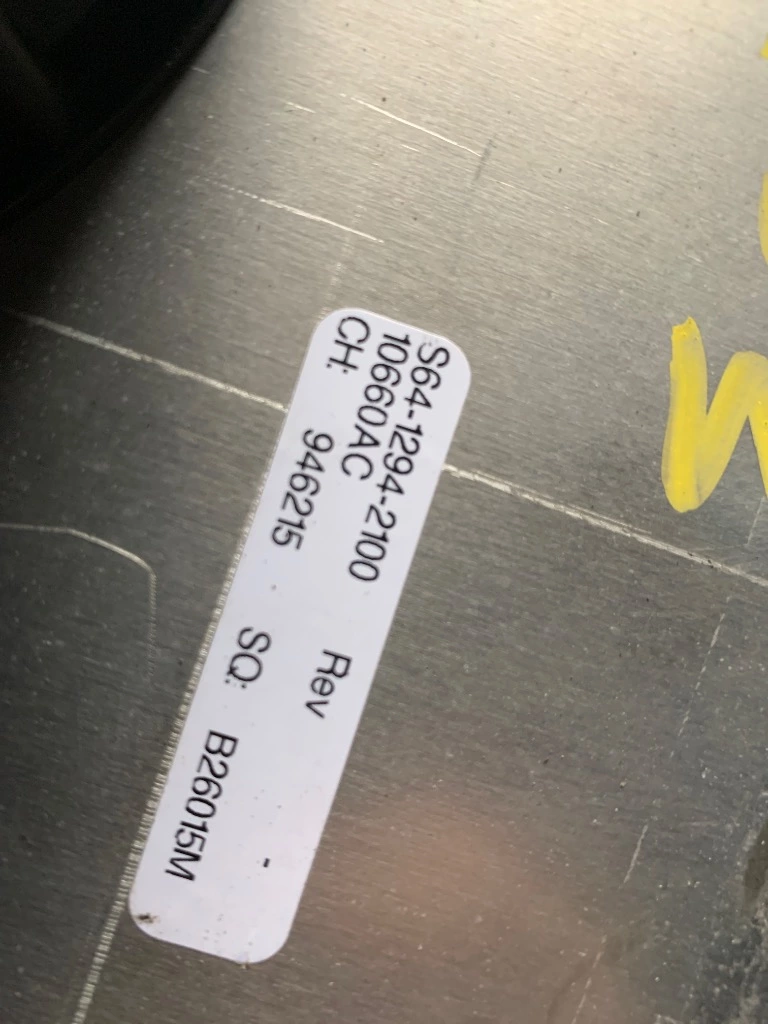 S64-1294-2100 Rev -
10660AC
CH: 946215 SQ: B26015M